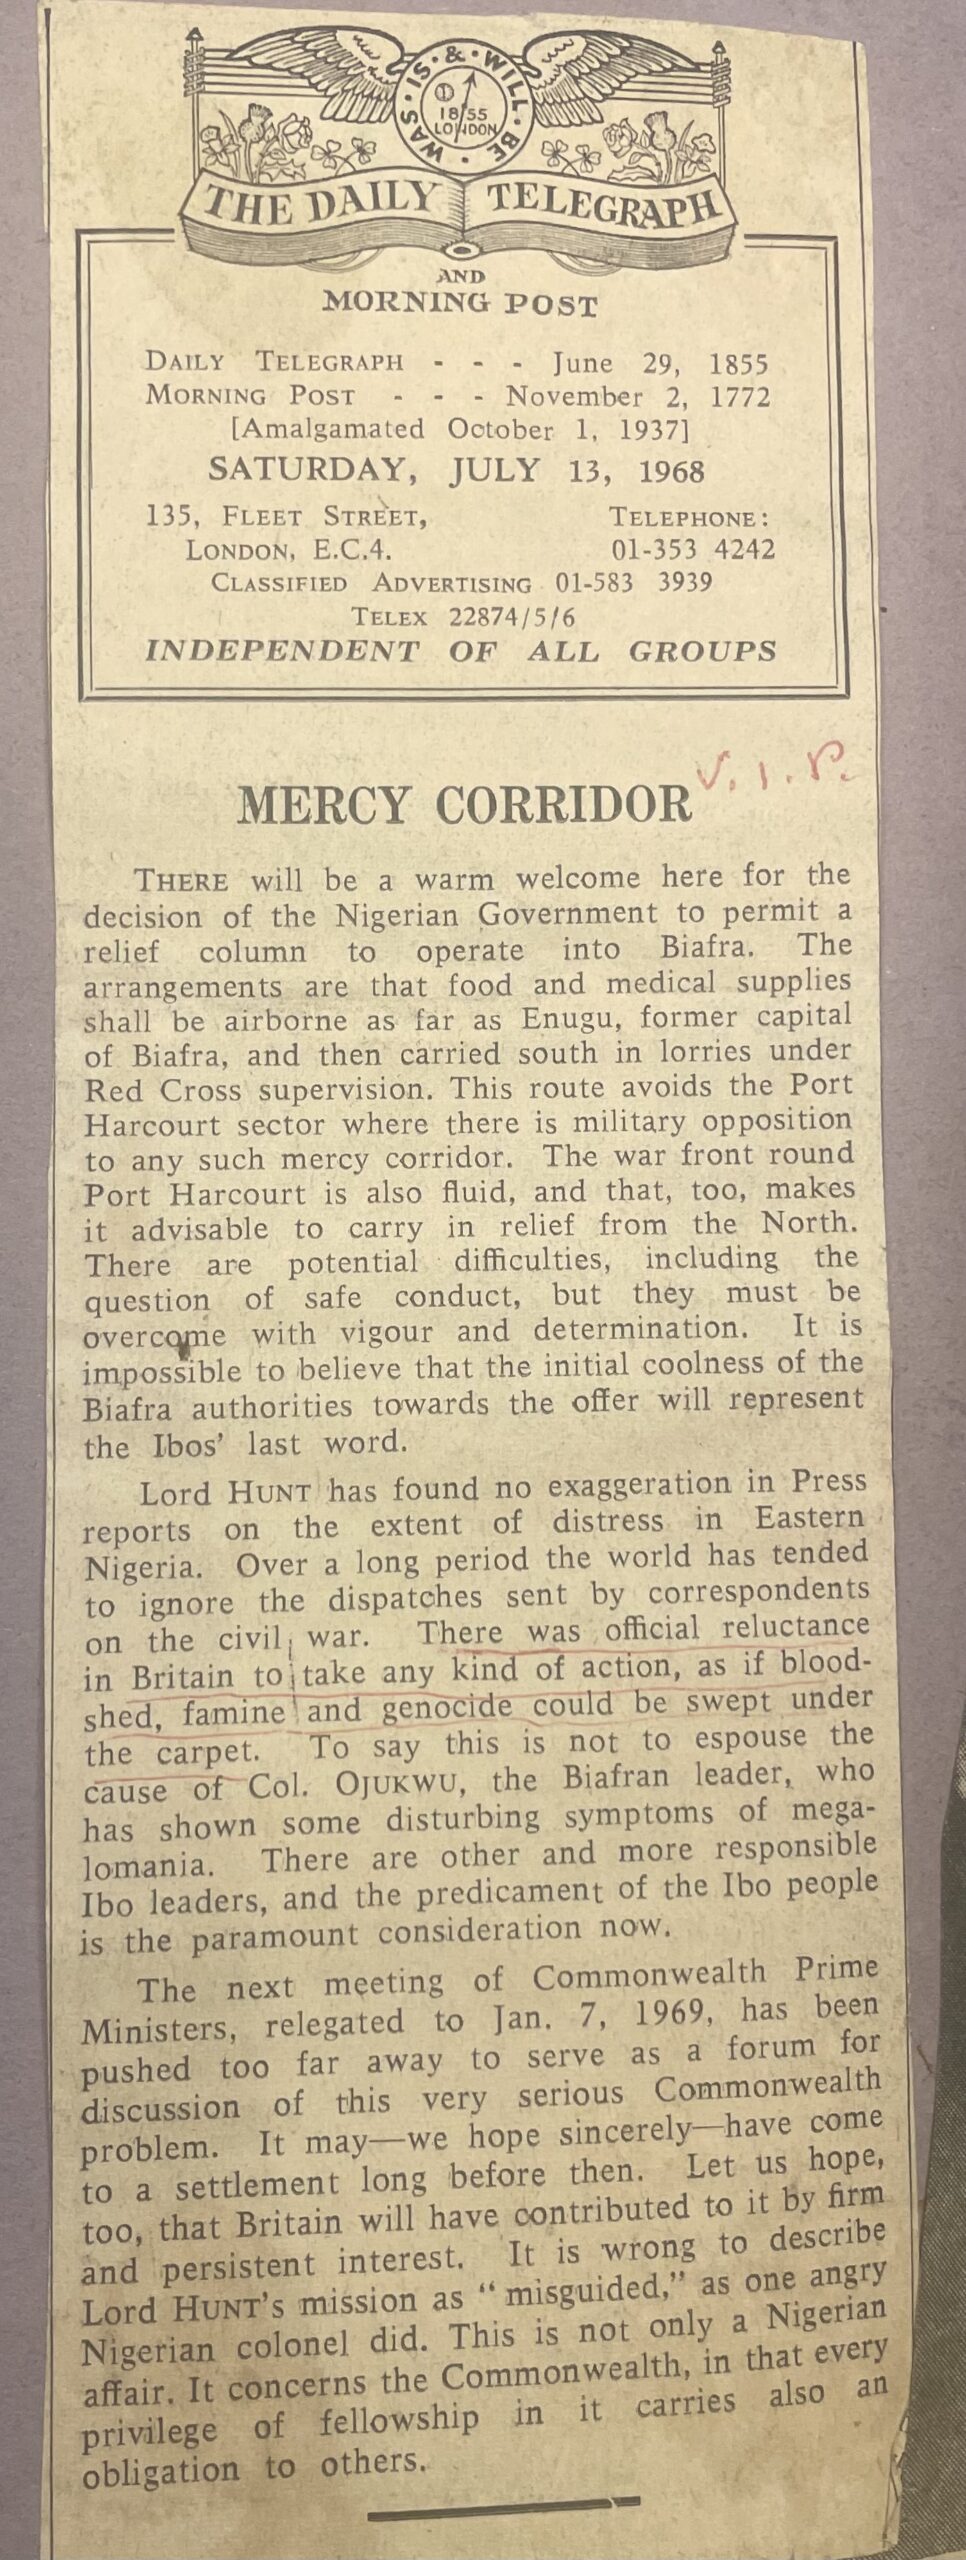 WAS · IS · & · WILL · BE ·
1855
LONDON
THE DAILY TELEGRAPH
AND
MORNING POST
DAILY TELEGRAPH - - - June 29, 1855
MORNING POST - - - November 2, 1772
[Amalgamated October 1, 1937]
SATURDAY, JULY 13, 1968
135, FLEET STREET, TELEPHONE:
LONDON, E.C.4. 01-353 4242
CLASSIFIED ADVERTISING 01-583 3939
TELEX 22874/5/6
INDEPENDENT OF ALL GROUPS
V.I.P.
MERCY CORRIDOR
THERE will be a warm welcome here for the
decision of the Nigerian Government to permit a
relief column to operate into Biafra. The
arrangements are that food and medical supplies
shall be airborne as far as Enugu, former capital
of Biafra, and then carried south in lorries under
Red Cross supervision. This route avoids the Port
Harcourt sector where there is military opposition
to any such mercy corridor. The war front round
Port Harcourt is also fluid, and that, too, makes
it advisable to carry in relief from the North.
There are potential difficulties, including the
question of safe conduct, but they must be
overcome with vigour and determination. It is
impossible to believe that the initial coolness of the
Biafra authorities towards the offer will represent
the Ibos' last word.
Lord HUNT has found no exaggeration in Press
reports on the extent of distress in Eastern
Nigeria. Over a long period the world has tended
to ignore the dispatches sent by correspondents
on the civil war. There was official reluctance
in Britain to take any kind of action, as if blood-
shed, famine and genocide could be swept under
the carpet. To say this is not to espouse the
cause of Col. OJUKWU, the Biafran leader, who
has shown some disturbing symptoms of mega-
lomania. There are other and more responsible
Ibo leaders, and the predicament of the Ibo people
is the paramount consideration now.
The next meeting of Commonwealth Prime
Ministers, relegated to Jan. 7, 1969, has been
pushed too far away to serve as a forum for
discussion of this very serious Commonwealth
problem. It may—we hope sincerely—have come
to a settlement long before then. Let us hope,
too, that Britain will have contributed to it by firm
and persistent interest. It is wrong to describe
Lord HUNT'S mission as "misguided," as one angry
Nigerian colonel did. This is not only a Nigerian
affair. It concerns the Commonwealth, in that every
privilege of fellowship in it carries also an
obligation to others.